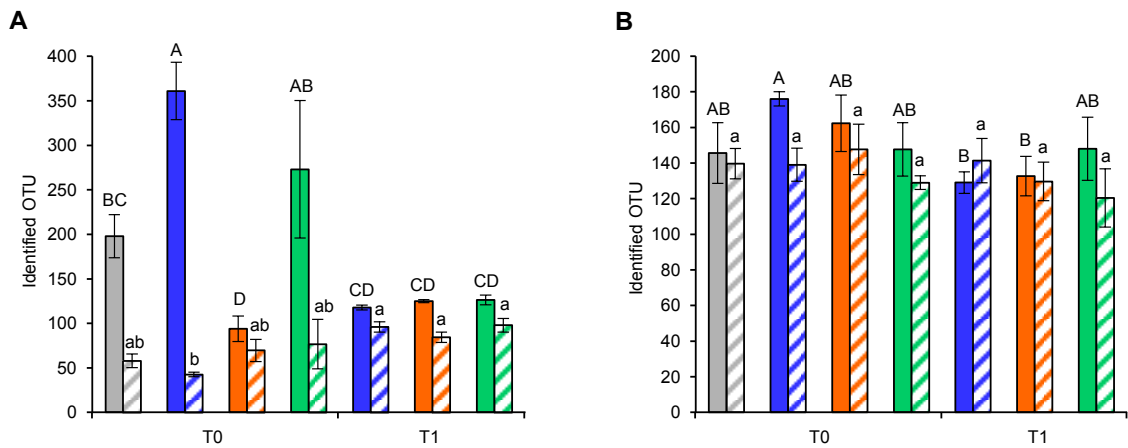 A
B
Identified OTU
400
350
300
250
200
150
100
50
0
BC
ab
A
b
D
ab
AB
ab
CD
a
CD
a
CD
a
T0
T1
Identified OTU
200
180
160
140
120
100
80
60
40
20
0
AB
a
A
a
AB
a
AB
a
B
a
B
a
AB
a
T0
T1